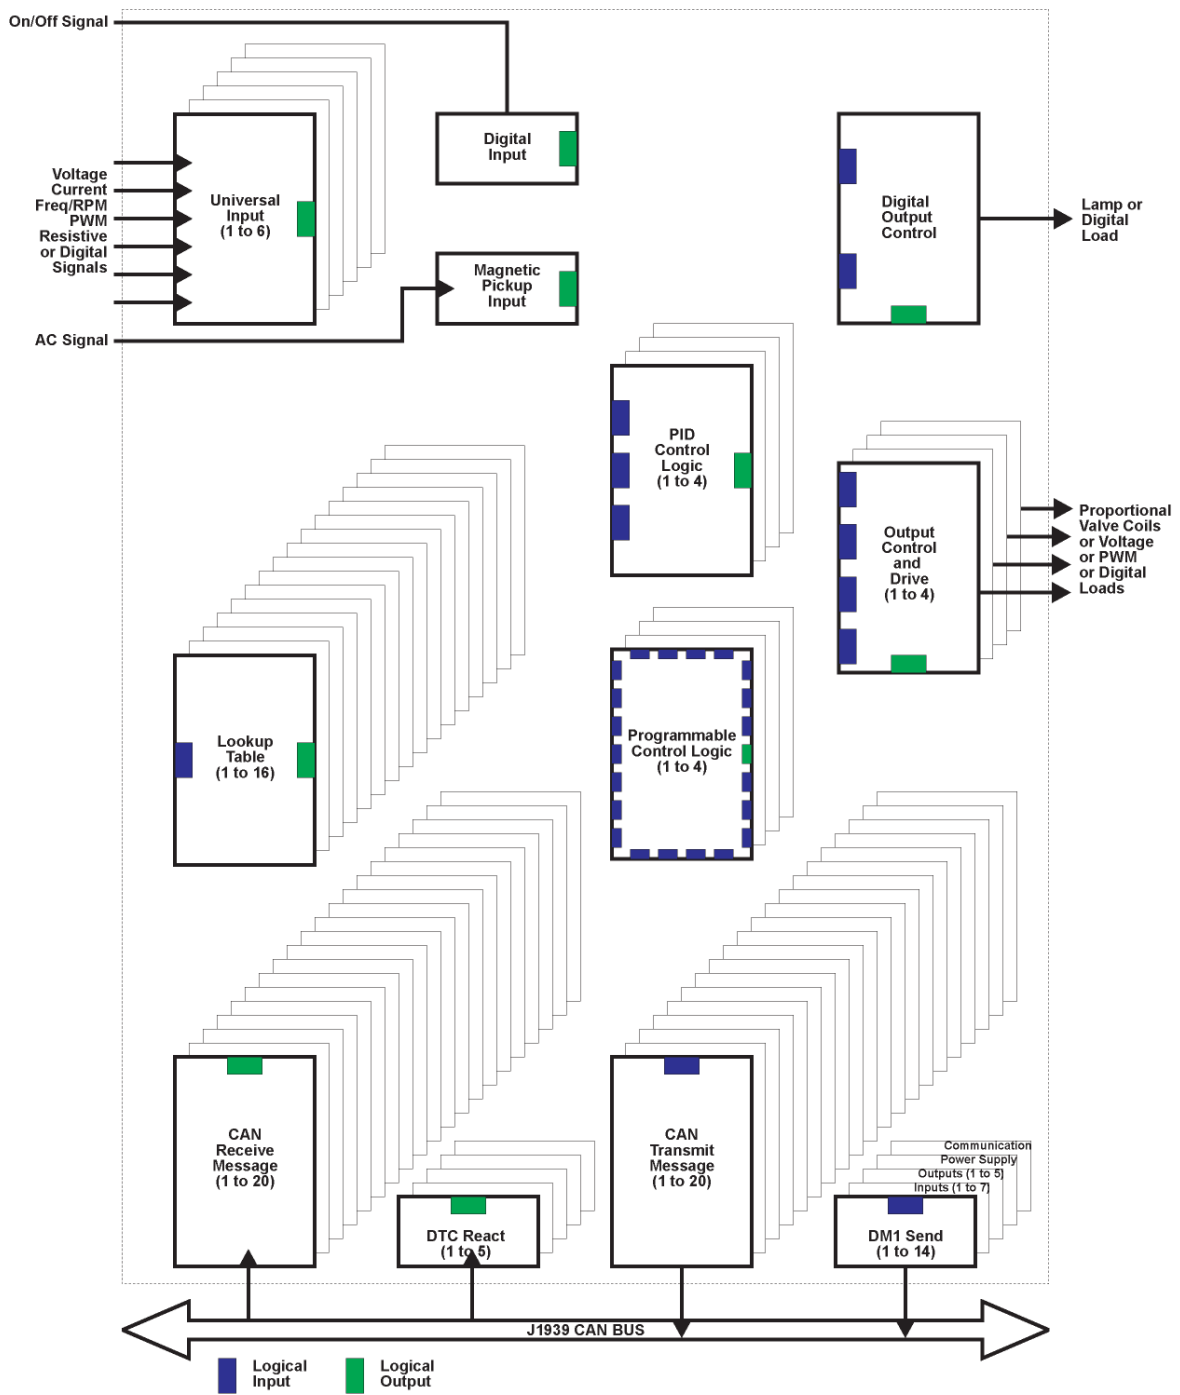 On/Off Signal
Digital
Input
Voltage
Current
Freq/RPM
PWM
Resistive
or Digital
Signals
Universal
Input
(1 to 6)
Digital
Output
Control
Lamp or
Digital
Load
Magnetic
Pickup
Input
AC Signal
PID
Control
Logic
(1 to 4)
Output
Control
and
Drive
(1 to 4)
Proportional
Valve Coils
or Voltage
or PWM
or Digital
Loads
Lookup
Table
(1 to 16)
Programmable
Control Logic
(1 to 4)
CAN
Receive
Message
(1 to 20)
DTC React
(1 to 5)
CAN
Transmit
Message
(1 to 20)
Communication
Power Supply
Outputs (1 to 5)
Inputs (1 to 7)
DM1 Send
(1 to 14)
J1939 CAN BUS
Logical
Input
Logical
Output